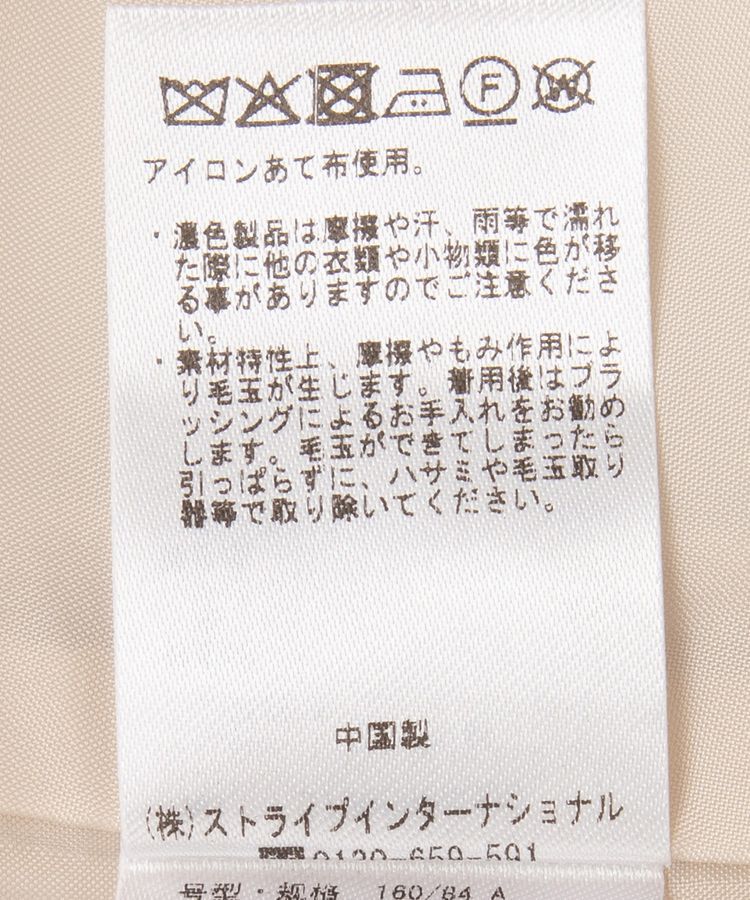 アイロンあて布使用。
・濃色製品は摩擦や汗、雨等で濡れ
た際に他の衣類や小物類に色が移
る事がありますのでご注意くださ
い。
・素材特性上、摩擦や揉み作用によ
り毛玉が生じます。着用後はブラ
ッシングによるお手入れをお勧め
します。毛玉ができてしまったら
引っぱらずに、ハサミや毛玉取り
器等で取り除いてください。
中国製
(株)ストライプインターナショナル
0120-659-591
号型・规格 160/84 A